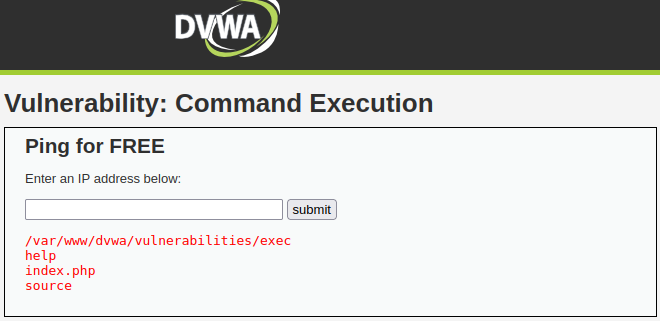 DVWA
Vulnerability: Command Execution
Ping for FREE
Enter an IP address below:
submit
/var/www/dvwa/vulnerabilities/exec
help
index.php
source